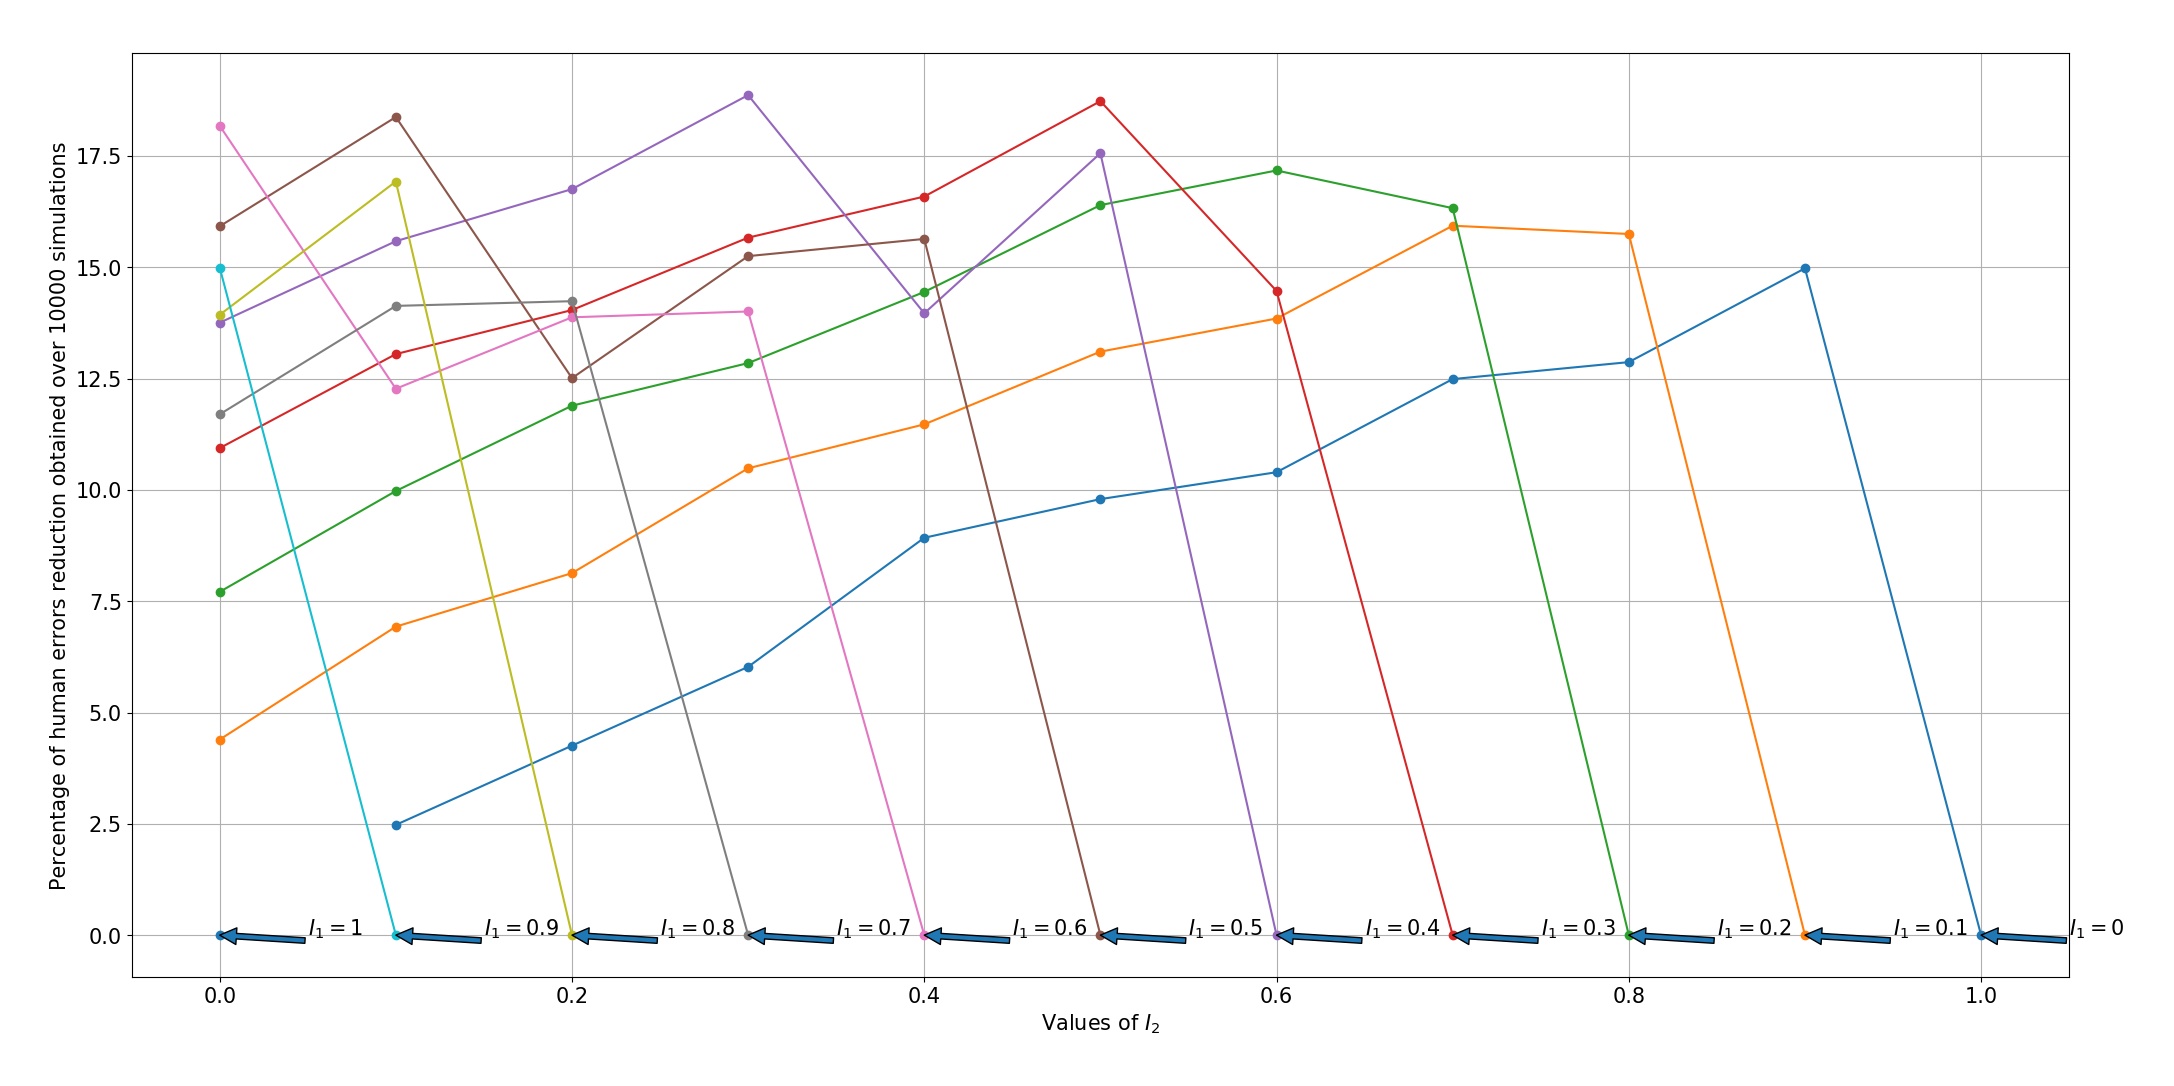 Percentage of human errors reduction obtained over 10000 simulations
17.5
15.0
12.5
10.0
7.5
5.0
2.5
0.0
I₁ = 1
I₁ = 0.9
I₁ = 0.8
I₁ = 0.7
I₁ = 0.6
I₁ = 0.5
I₁ = 0.4
I₁ = 0.3
I₁ = 0.2
I₁ = 0.1
I₁ = 0
0.0 0.2 0.4 0.6 0.8 1.0
Values of I₂